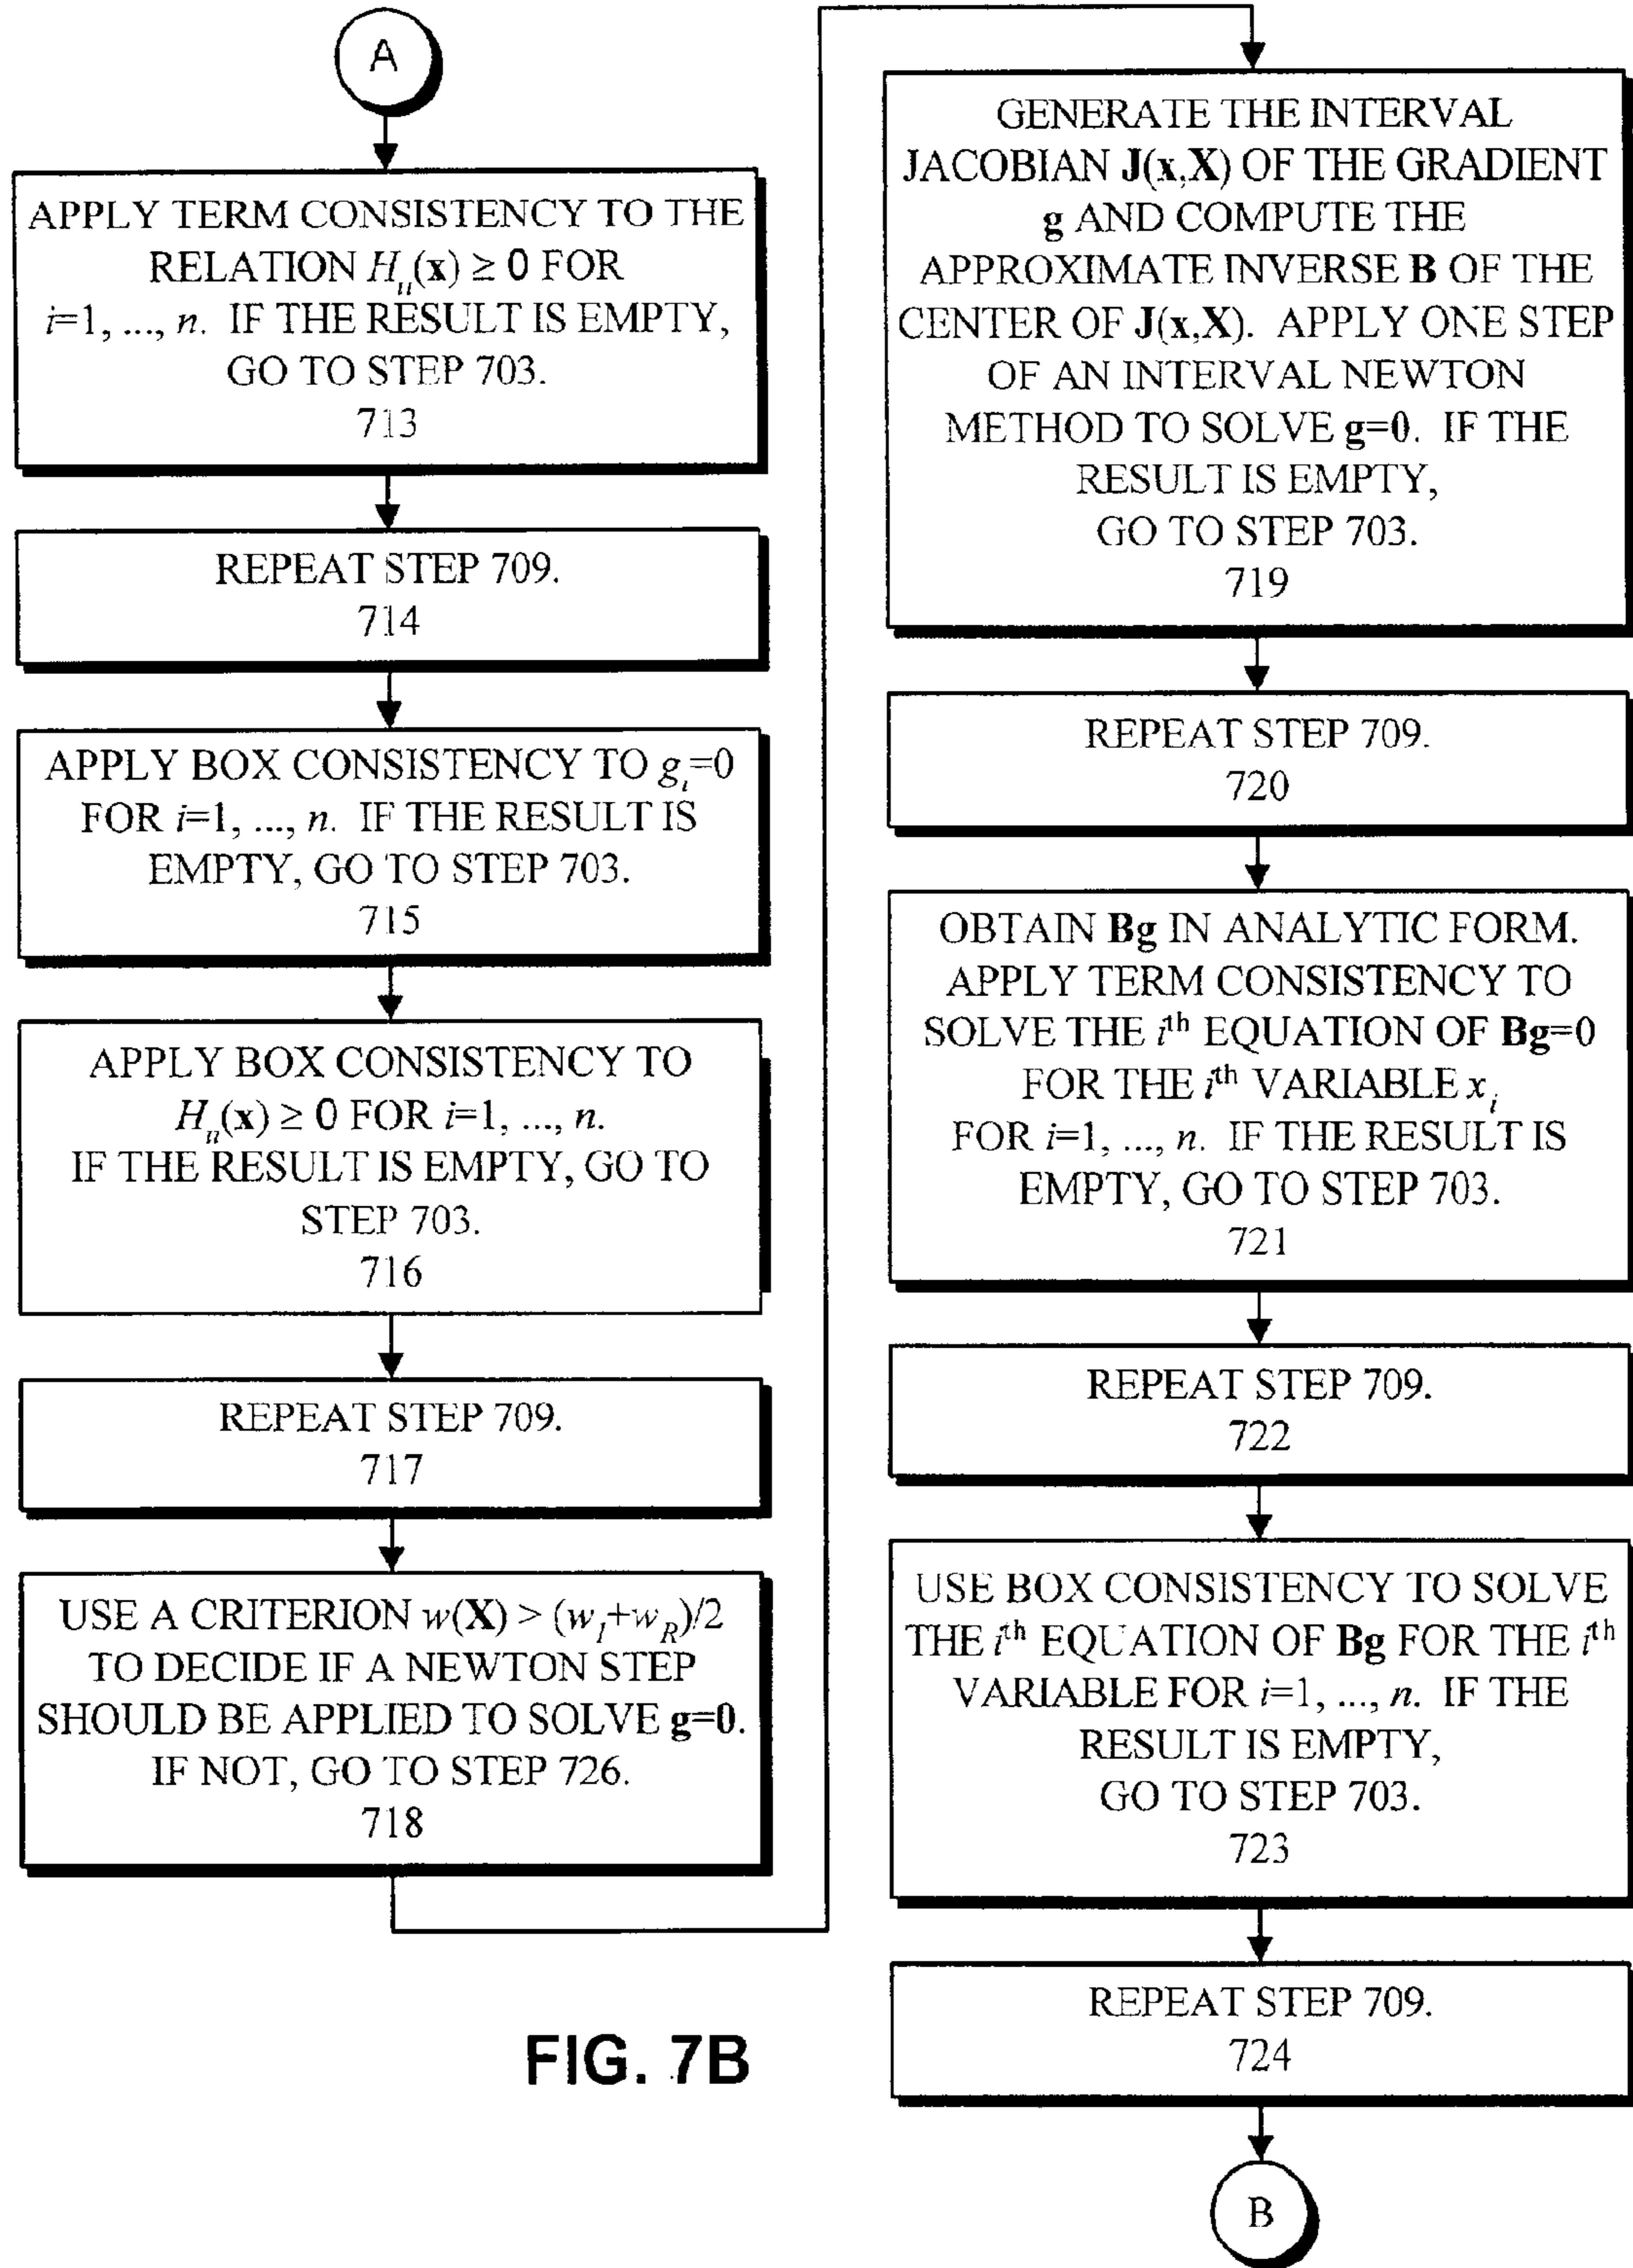 A
APPLY TERM CONSISTENCY TO THE
RELATION H_ii(x) ≥ 0 FOR
i=1, ..., n. IF THE RESULT IS EMPTY,
GO TO STEP 703.
713
REPEAT STEP 709.
714
APPLY BOX CONSISTENCY TO g_i=0
FOR i=1, ..., n. IF THE RESULT IS
EMPTY, GO TO STEP 703.
715
APPLY BOX CONSISTENCY TO
H_ii(x) ≥ 0 FOR i=1, ..., n.
IF THE RESULT IS EMPTY, GO TO
STEP 703.
716
REPEAT STEP 709.
717
USE A CRITERION w(X) > (w_I+w_R)/2
TO DECIDE IF A NEWTON STEP
SHOULD BE APPLIED TO SOLVE g=0.
IF NOT, GO TO STEP 726.
718
GENERATE THE INTERVAL
JACOBIAN J(x,X) OF THE GRADIENT
g AND COMPUTE THE
APPROXIMATE INVERSE B OF THE
CENTER OF J(x,X). APPLY ONE STEP
OF AN INTERVAL NEWTON
METHOD TO SOLVE g=0. IF THE
RESULT IS EMPTY,
GO TO STEP 703.
719
REPEAT STEP 709.
720
OBTAIN Bg IN ANALYTIC FORM.
APPLY TERM CONSISTENCY TO
SOLVE THE i^th EQUATION OF Bg=0
FOR THE i^th VARIABLE x_i
FOR i=1, ..., n. IF THE RESULT IS
EMPTY, GO TO STEP 703.
721
REPEAT STEP 709.
722
USE BOX CONSISTENCY TO SOLVE
THE i^th EQUATION OF Bg FOR THE i^th
VARIABLE FOR i=1, ..., n. IF THE
RESULT IS EMPTY,
GO TO STEP 703.
723
REPEAT STEP 709.
724
B
FIG. 7B